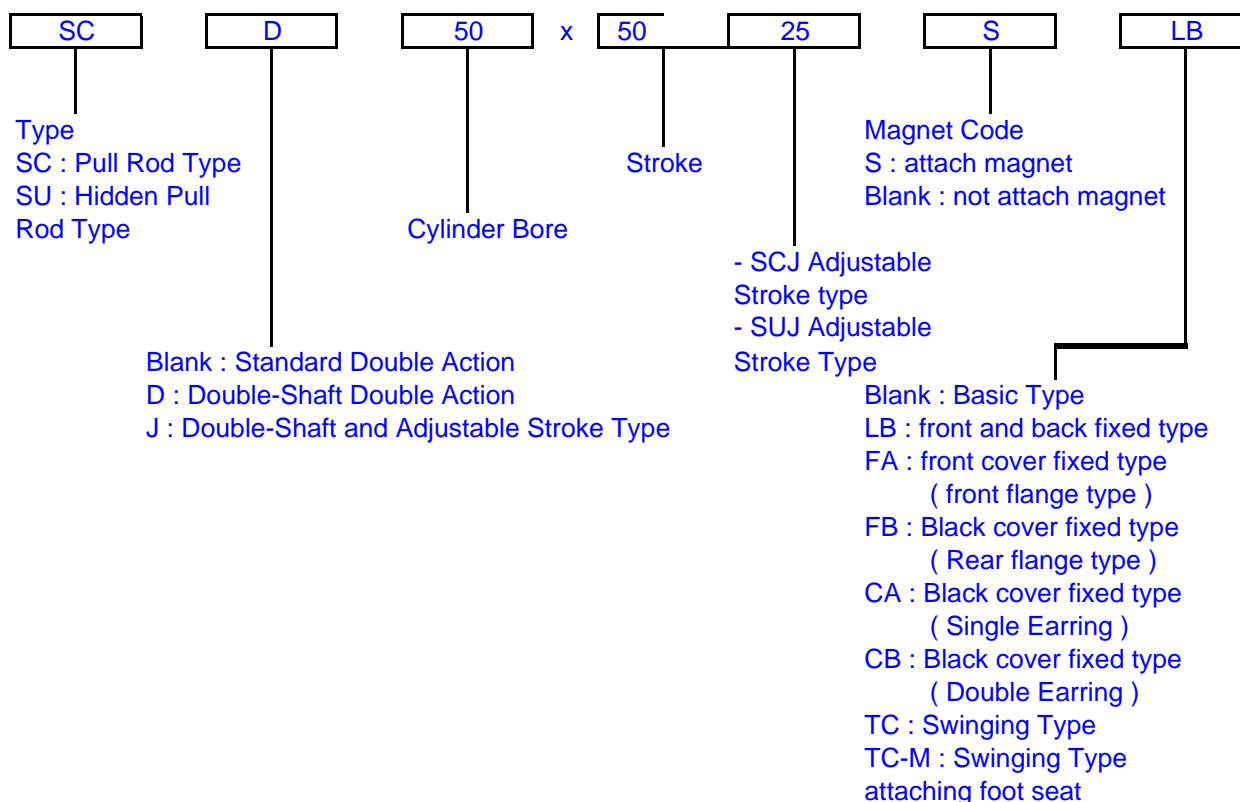 SC D 50 x 50 25 S LB
Type
SC : Pull Rod Type
SU : Hidden Pull
Rod Type
Blank : Standard Double Action
D : Double-Shaft Double Action
J : Double-Shaft and Adjustable Stroke Type
Cylinder Bore
Stroke
- SCJ Adjustable
Stroke type
- SUJ Adjustable
Stroke Type
Magnet Code
S : attach magnet
Blank : not attach magnet
Blank : Basic Type
LB : front and back fixed type
FA : front cover fixed type
( front flange type )
FB : Black cover fixed type
( Rear flange type )
CA : Black cover fixed type
( Single Earring )
CB : Black cover fixed type
( Double Earring )
TC : Swinging Type
TC-M : Swinging Type
attaching foot seat